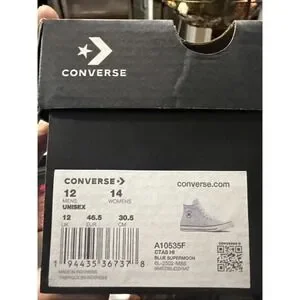 CONVERSE
CONVERSE
converse.com
12 14
MENS WOMENS
UNISEX
12 46.5 30.5
UK EUR CM
A10535F
CTAS HI
BLUE SUPERMOON
1 94435 36737 8